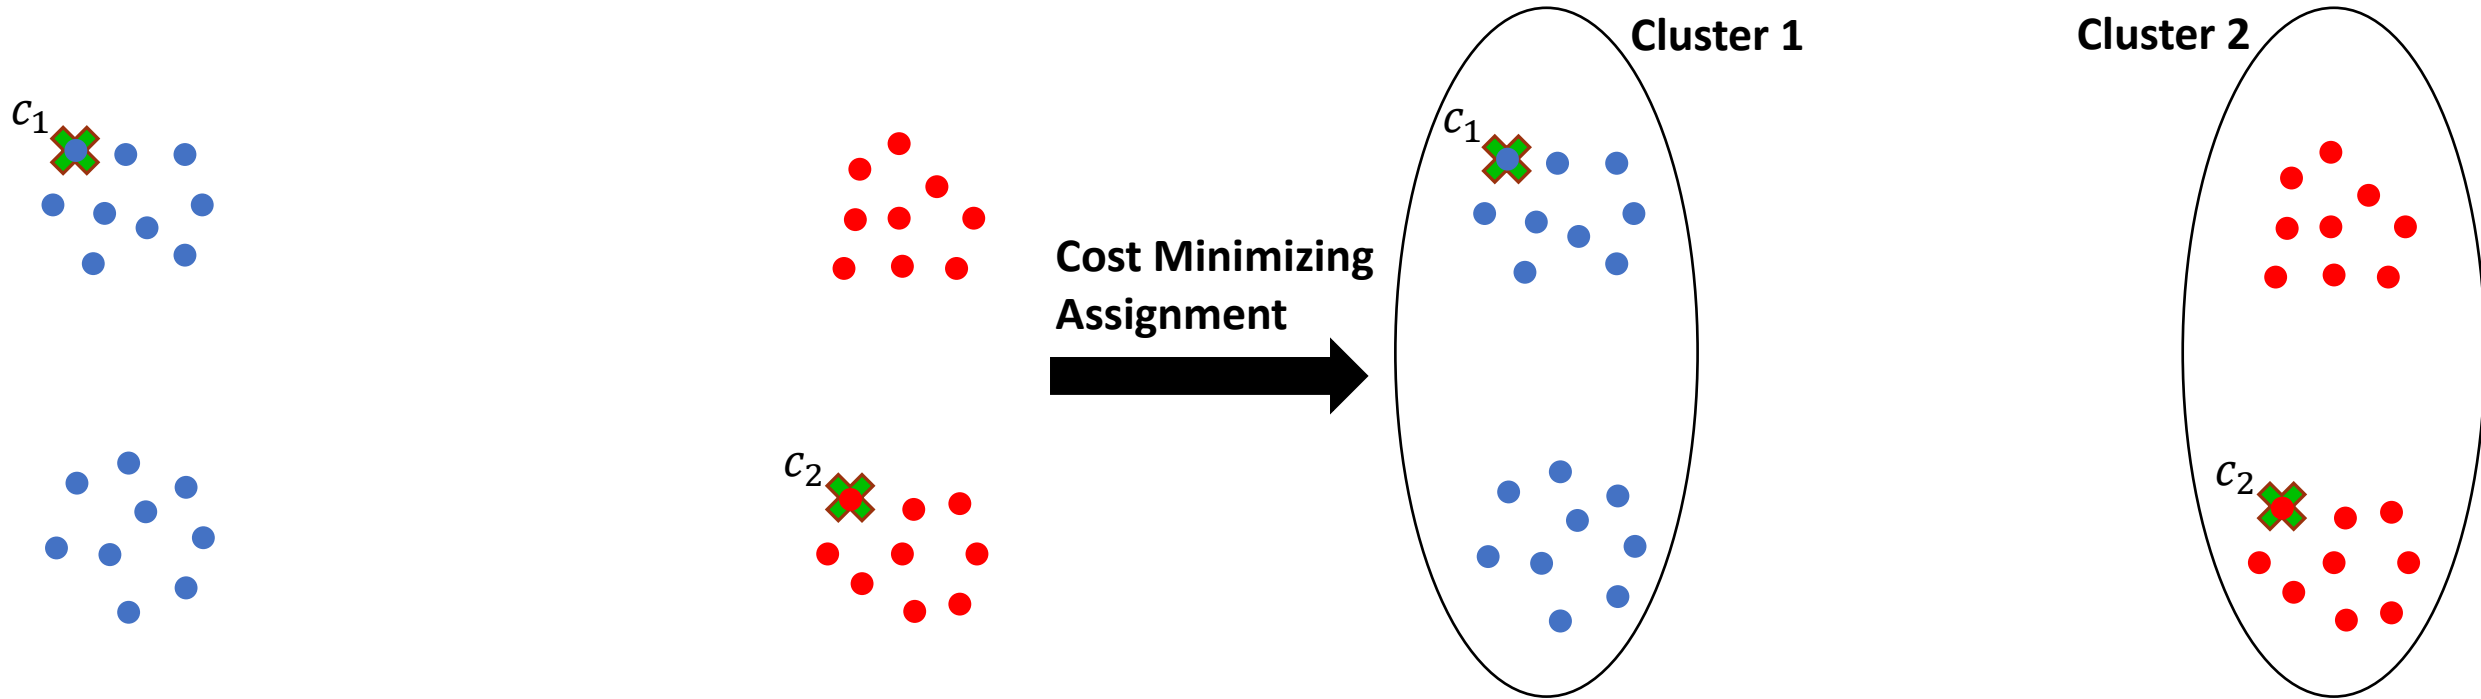 c₁
c₂
Cost Minimizing
Assignment
Cluster 1
c₁
Cluster 2
c₂